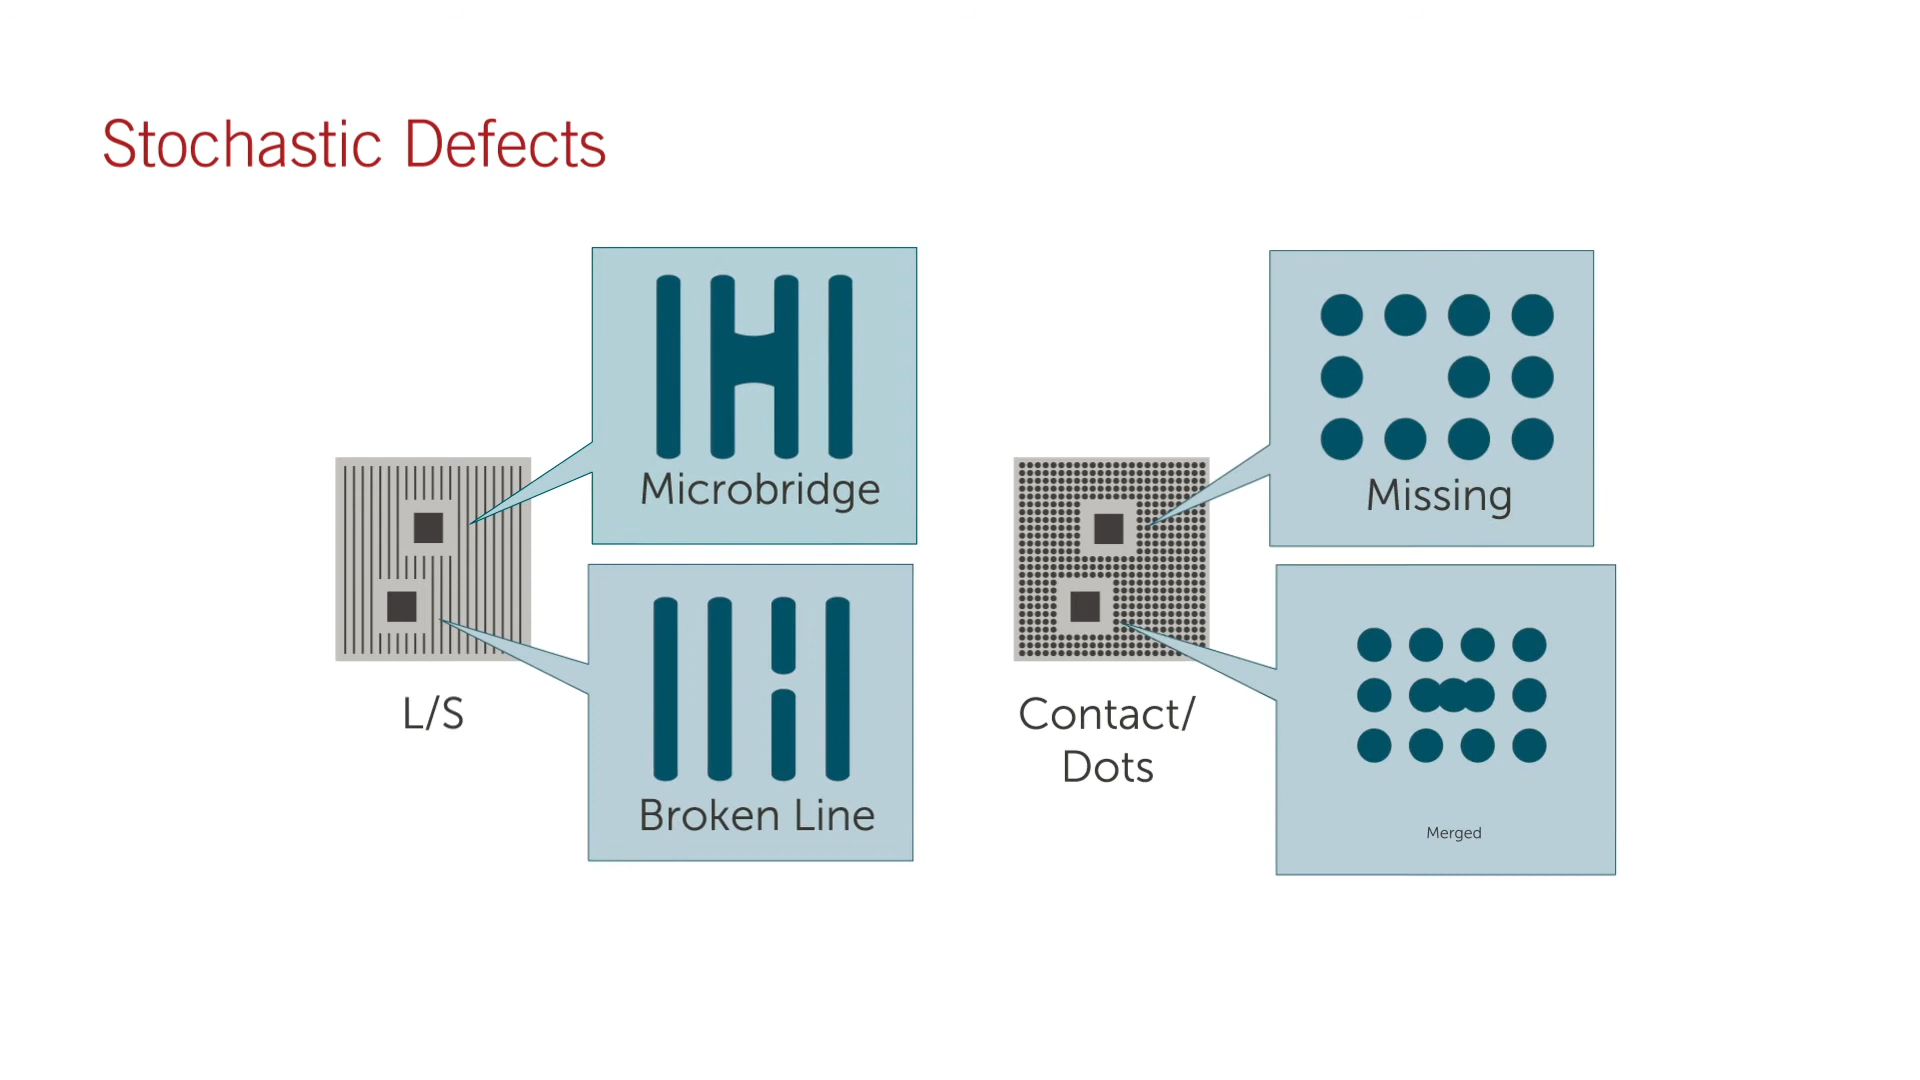 Stochastic Defects
Microbridge
Broken Line
L/S
Missing
Merged
Contact/
Dots